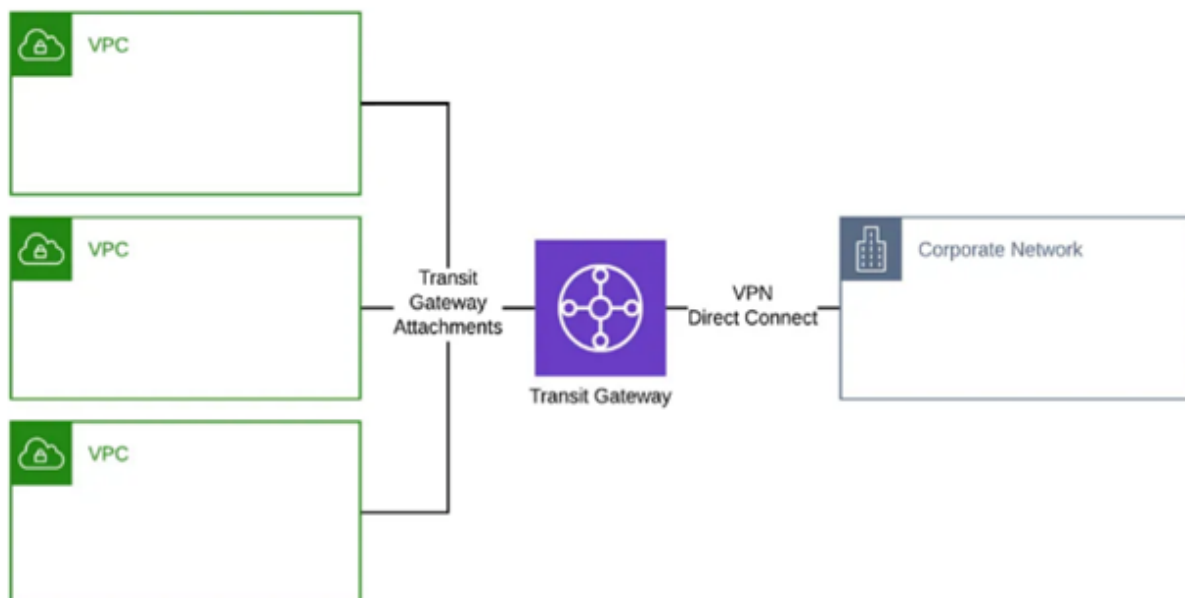 VPC
VPC
VPC
Transit
Gateway
Attachments
Transit Gateway
VPN
Direct Connect
Corporate Network